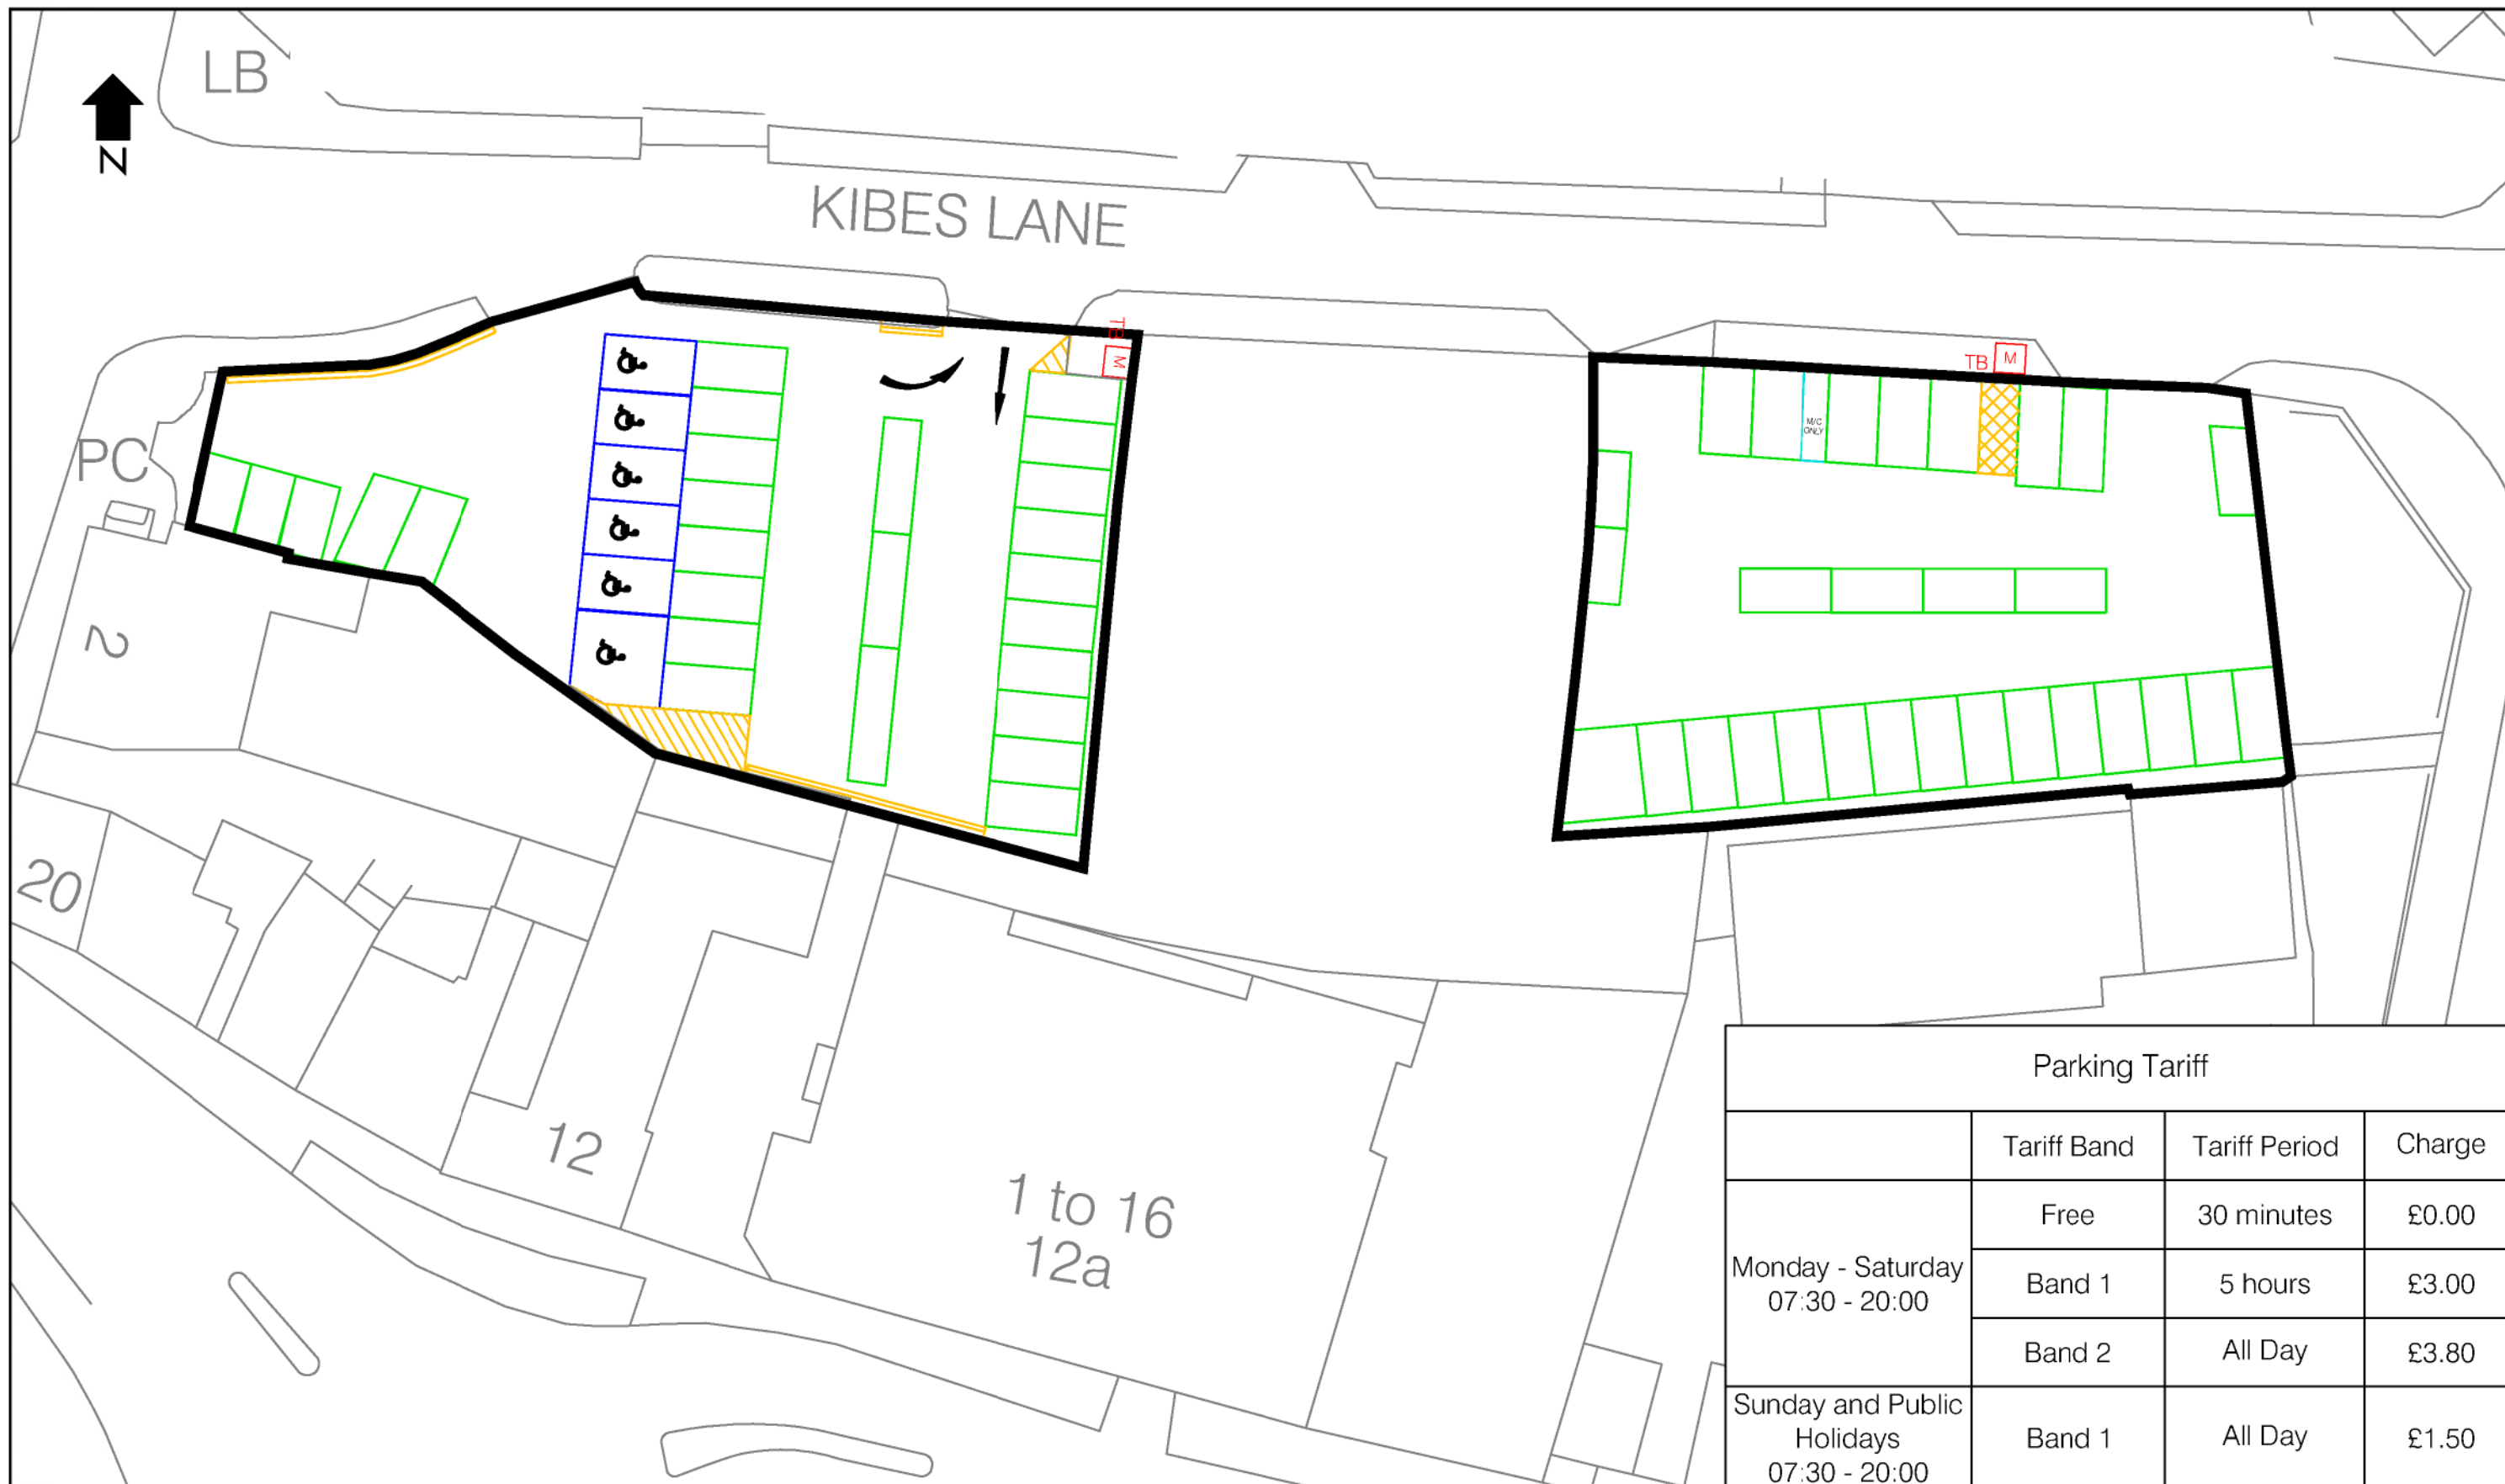 LB
N
KIBES LANE
TB
M
TB
M
M/C
ONLY
PC
2
20
12
1 to 16
12a
Parking Tariff
Tariff Band Tariff Period Charge
Monday - Saturday
07:30 - 20:00
Free 30 minutes £0.00
Band 1 5 hours £3.00
Band 2 All Day £3.80
Sunday and Public
Holidays
07:30 - 20:00
Band 1 All Day £1.50